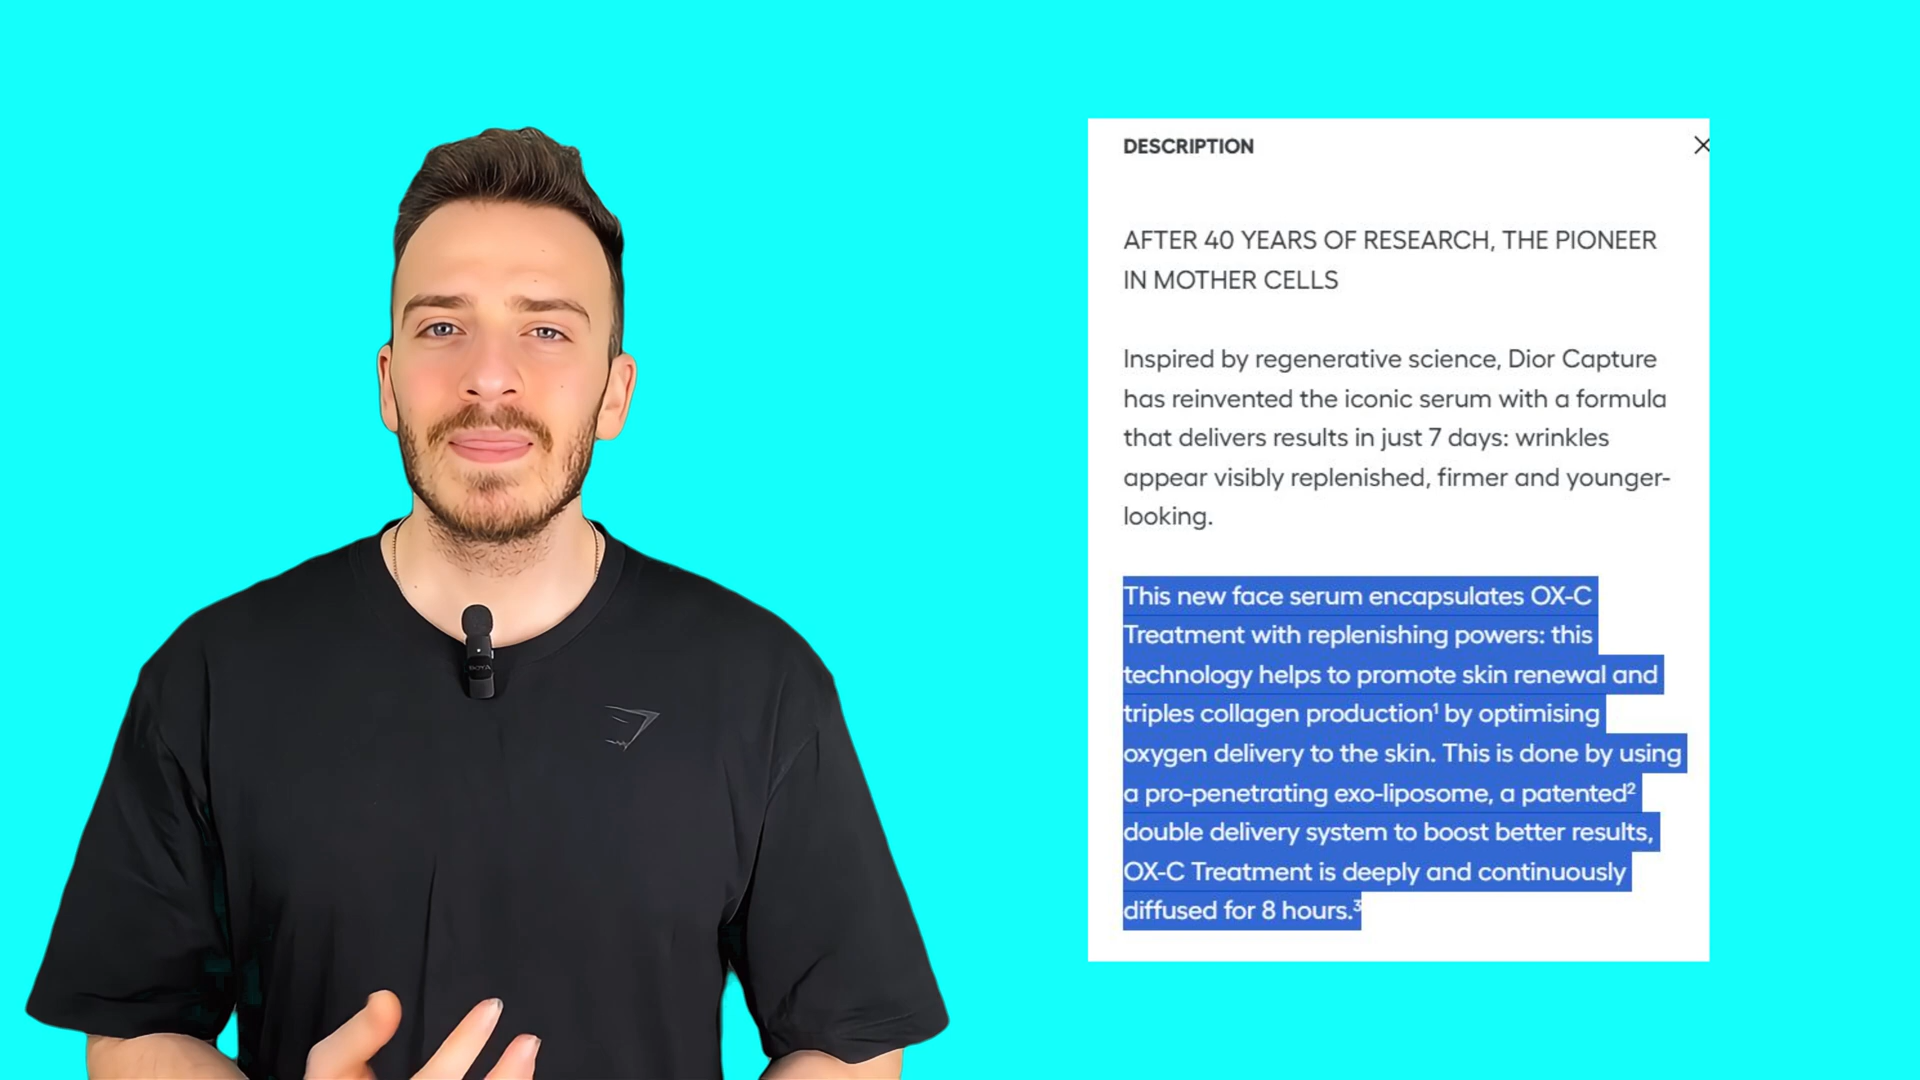 DESCRIPTION
AFTER 40 YEARS OF RESEARCH, THE PIONEER
IN MOTHER CELLS
Inspired by regenerative science, Dior Capture
has reinvented the iconic serum with a formula
that delivers results in just 7 days: wrinkles
appear visibly replenished, firmer and younger-
looking.
This new face serum encapsulates OX-C
Treatment with replenishing powers: this
technology helps to promote skin renewal and
triples collagen production¹ by optimising
oxygen delivery to the skin. This is done by using
a pro-penetrating exo-liposome, a patented²
double delivery system to boost better results,
OX-C Treatment is deeply and continuously
diffused for 8 hours.³
BOYA